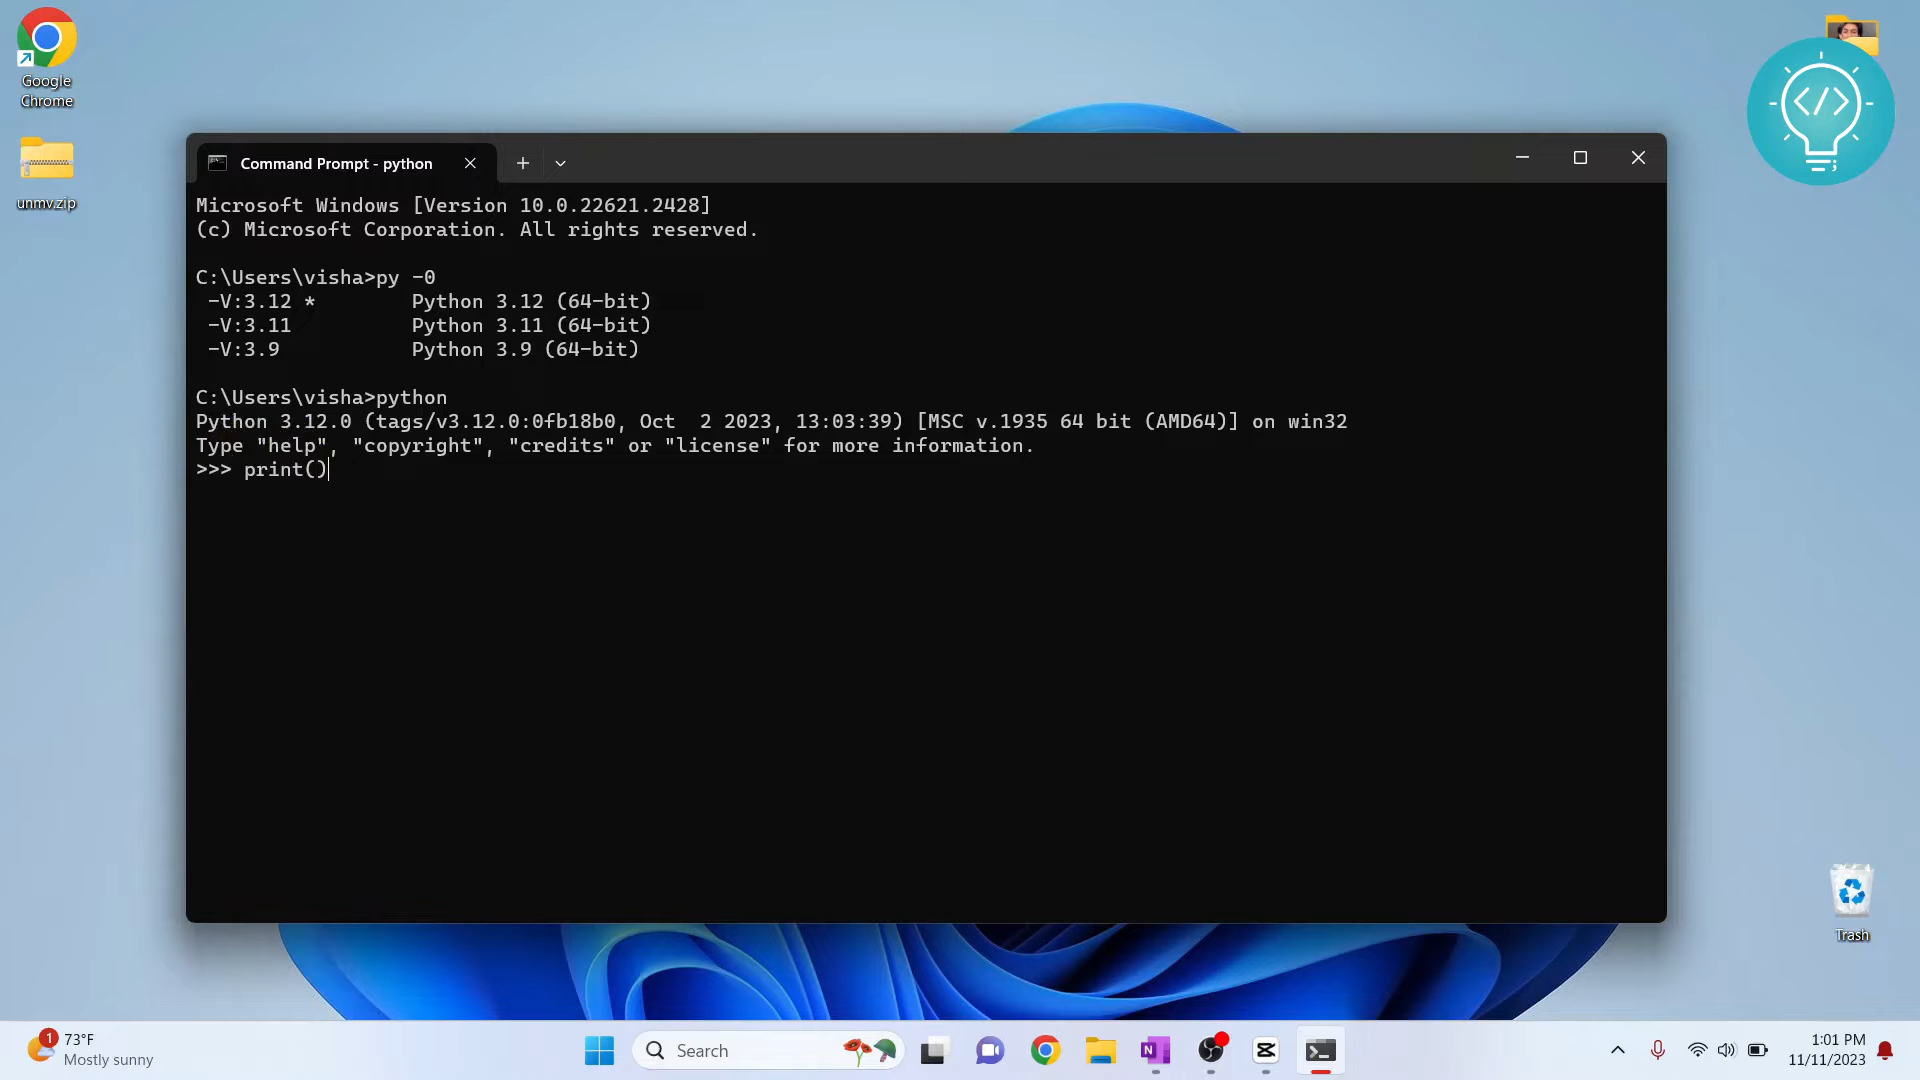 Google
Chrome
unmv.zip
Command Prompt - python
Microsoft Windows [Version 10.0.22621.2428]
(c) Microsoft Corporation. All rights reserved.
C:\Users\visha>py -0
-V:3.12 * Python 3.12 (64-bit)
-V:3.11 Python 3.11 (64-bit)
-V:3.9 Python 3.9 (64-bit)
C:\Users\visha>python
Python 3.12.0 (tags/v3.12.0:0fb18b0, Oct  2 2023, 13:03:39) [MSC v.1935 64 bit (AMD64)] on win32
Type "help", "copyright", "credits" or "license" for more information.
>>> print()
</>
Trash
1
73°F
Mostly sunny
Search
N
1:01 PM
11/11/2023